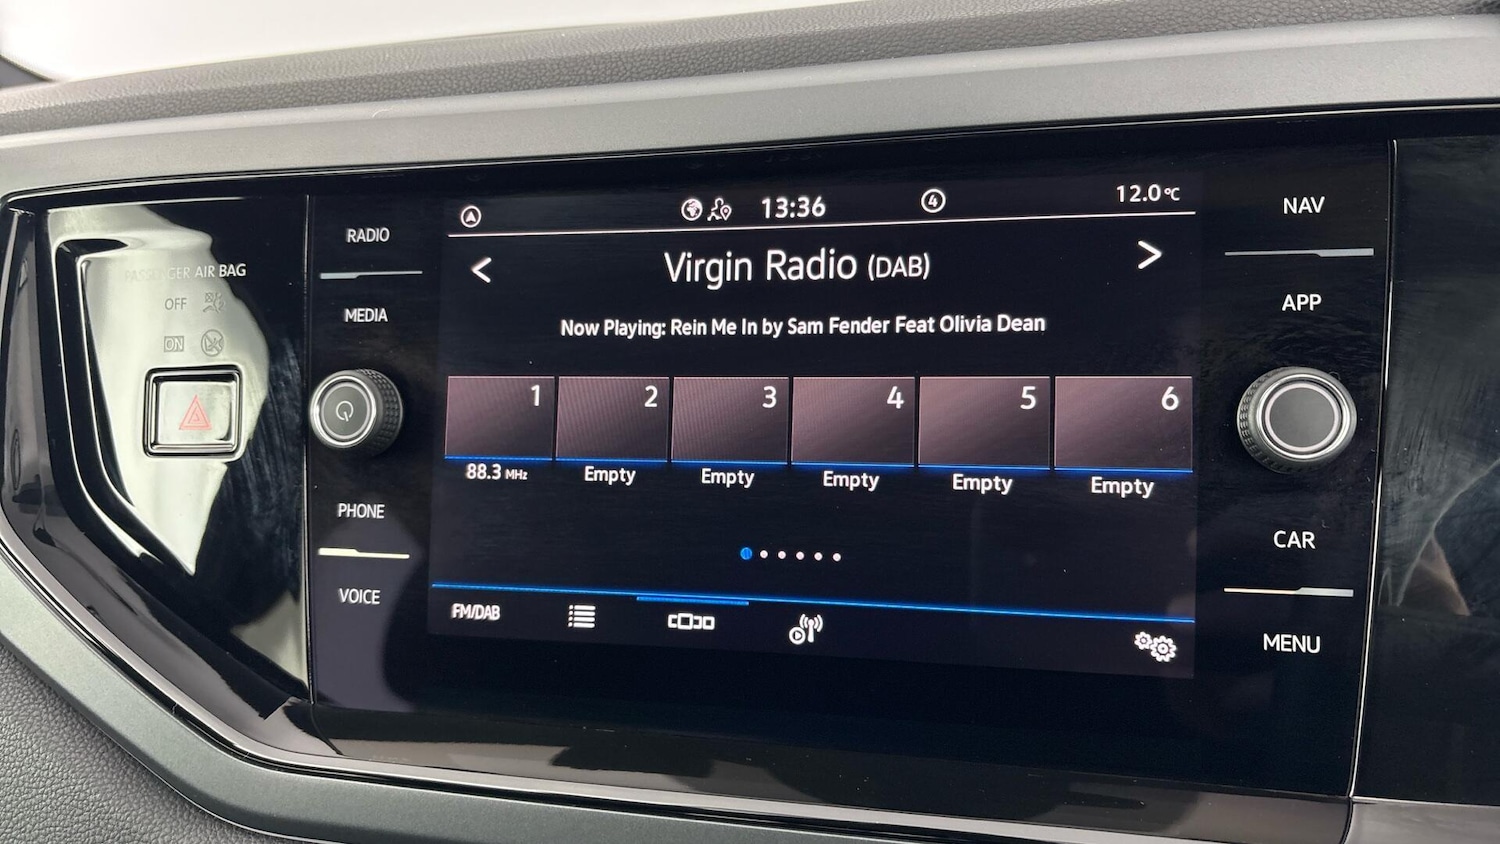 PASSENGER AIR BAG
OFF
ON
RADIO
MEDIA
PHONE
VOICE
13:36
4
12.0 °C
< Virgin Radio (DAB) >
Now Playing: Rein Me In by Sam Fender Feat Olivia Dean
1 2 3 4 5 6
88.3 MHz Empty Empty Empty Empty Empty
FM/DAB
NAV
APP
CAR
MENU